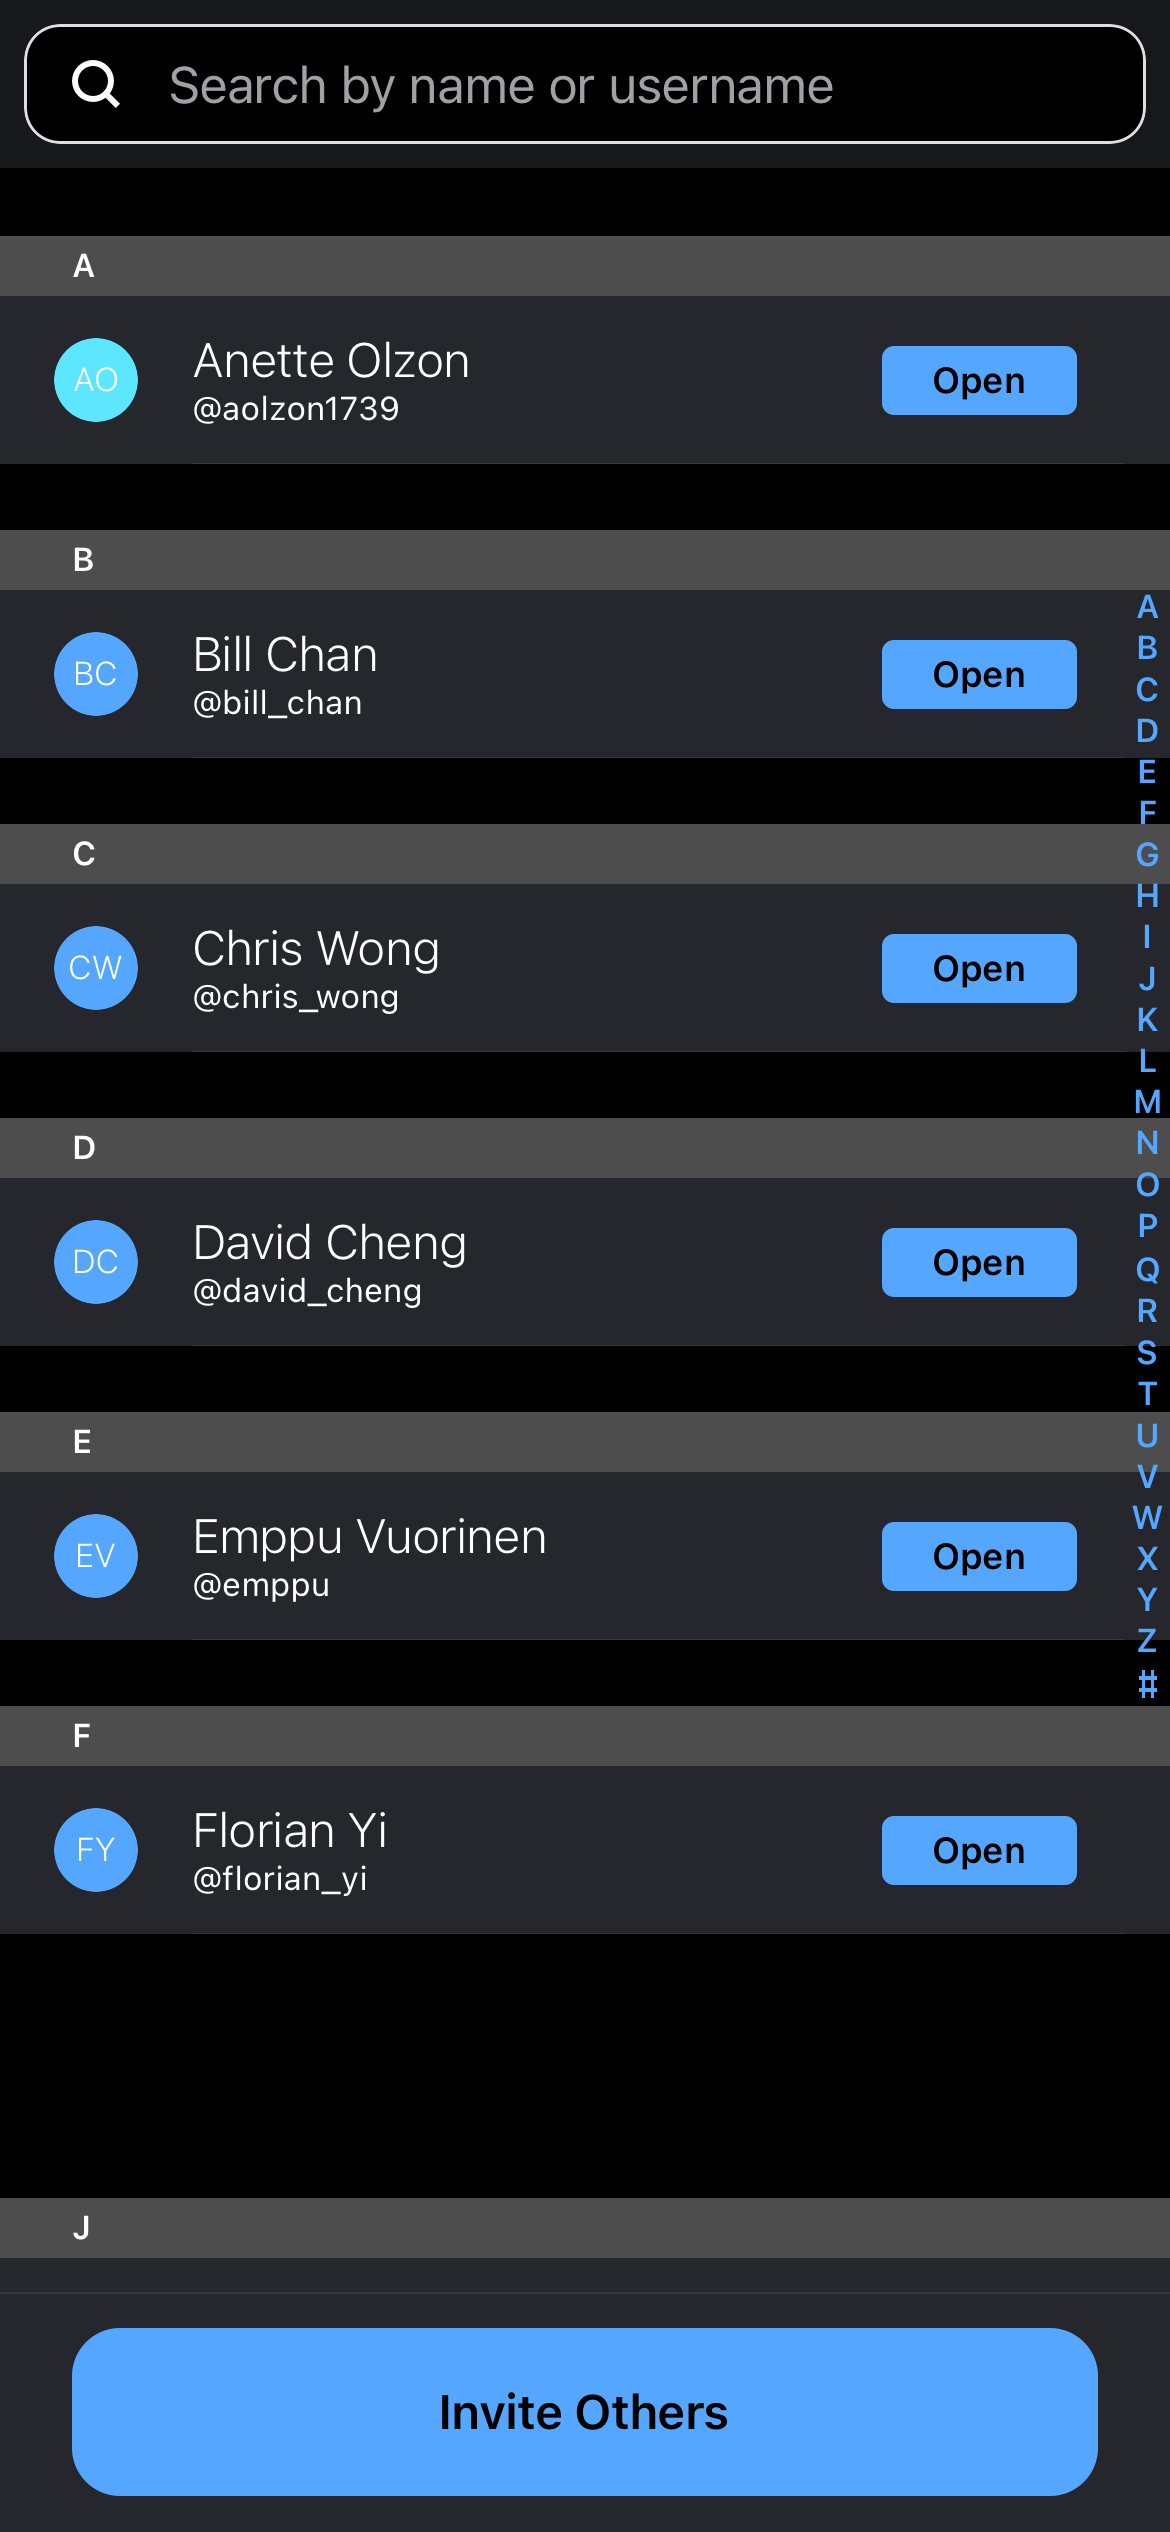 Search by name or username
A
AO
Anette Olzon
@aolzon1739
Open
B
BC
Bill Chan
@bill_chan
Open
C
CW
Chris Wong
@chris_wong
Open
D
DC
David Cheng
@david_cheng
Open
E
EV
Emppu Vuorinen
@emppu
Open
F
FY
Florian Yi
@florian_yi
Open
J
A
B
C
D
E
F
G
H
I
J
K
L
M
N
O
P
Q
R
S
T
U
V
W
X
Y
Z
#
Invite Others